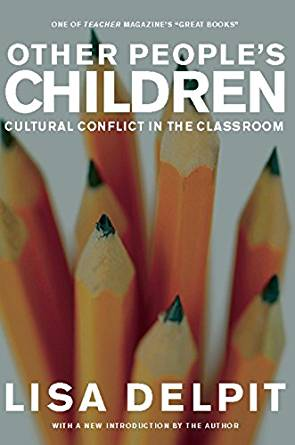 ONE OF TEACHER MAGAZINE'S "GREAT BOOKS"
OTHER PEOPLE'S
CHILDREN
CULTURAL CONFLICT IN THE CLASSROOM
LISA DELPIT
WITH A NEW INTRODUCTION BY THE AUTHOR